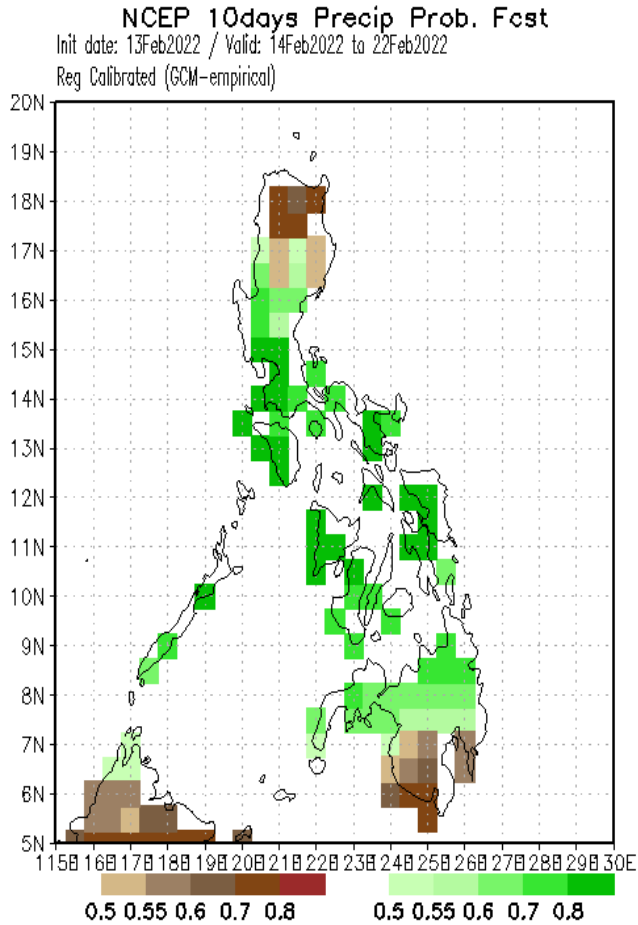 NCEP 10days Precip Prob. Fcst
Init date: 13Feb2022 / Valid: 14Feb2022 to 22Feb2022
Reg Calibrated (GCM-empirical)
20N
19N
18N
17N
16N
15N
14N
13N
12N
11N
10N
9N
8N
7N
6N
5N
115E 116E 117E 118E 119E 120E 121E 122E 123E 124E 125E 126E 127E 128E 129E 130E
0.5 0.55 0.6 0.7 0.8 0.5 0.55 0.6 0.7 0.8